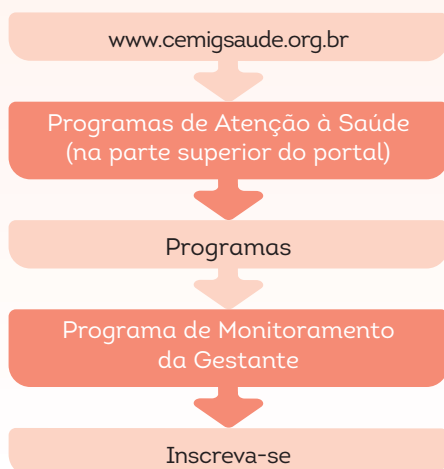 www.cemigsaude.org.br
Programas de Atenção à Saúde
(na parte superior do portal)
Programas
Programa de Monitoramento
da Gestante
Inscreva-se